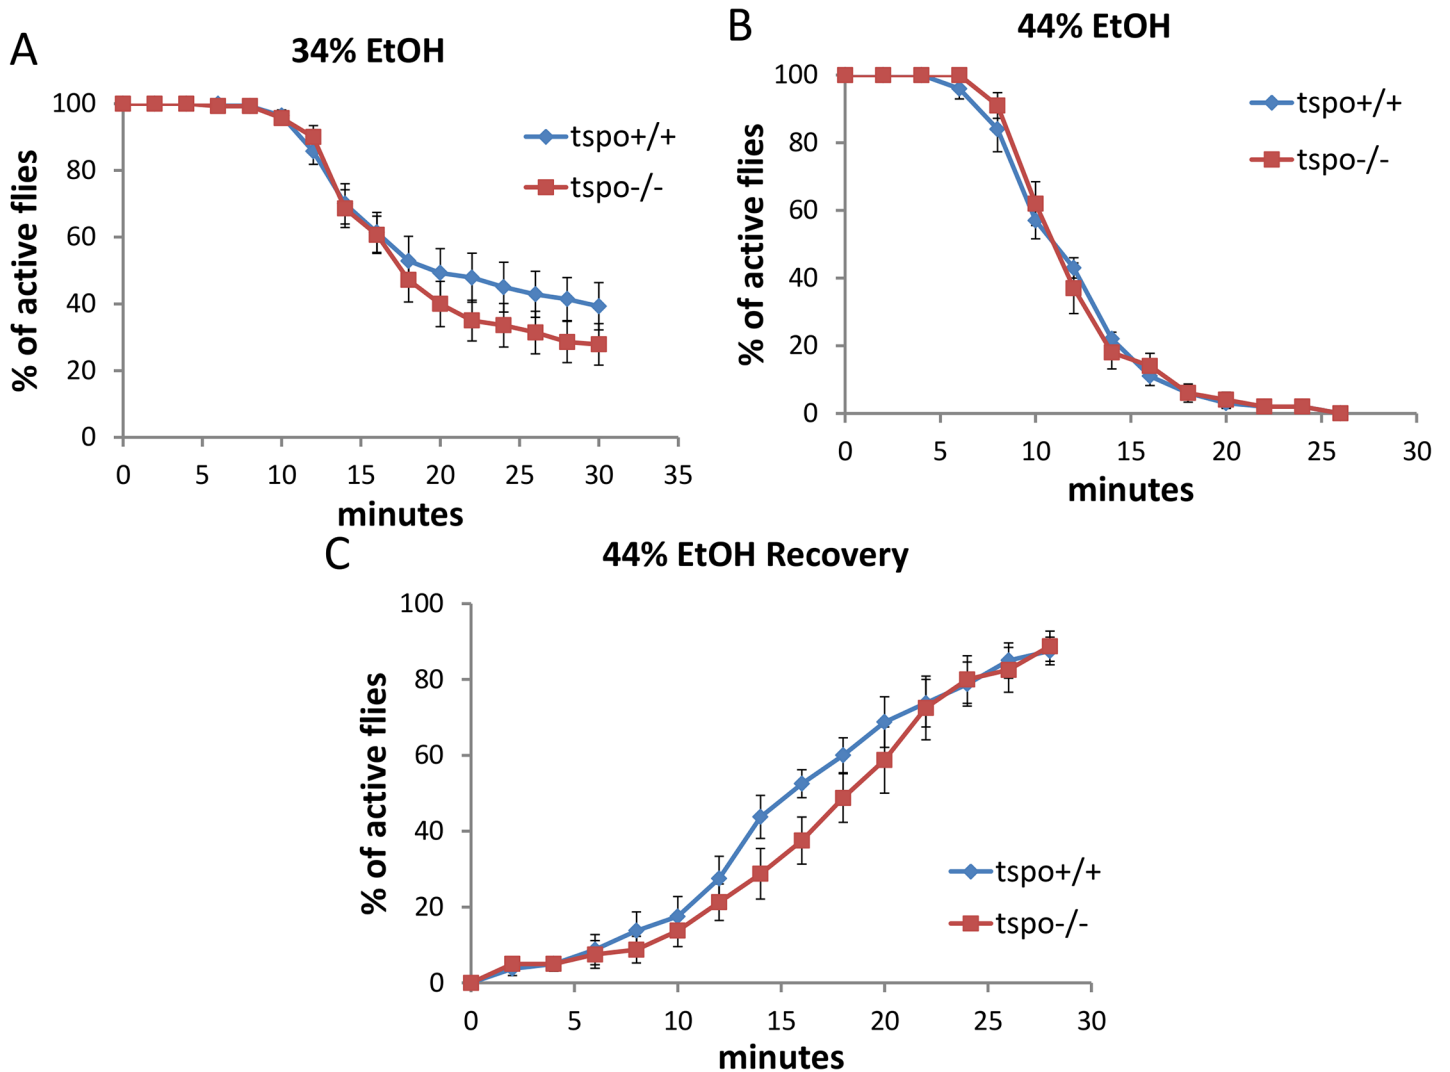 A
34% EtOH
% of active flies
100
80
60
40
20
0
0 5 10 15 20 25 30 35
minutes
tspo+/+
tspo-/-
B
44% EtOH
% of active flies
100
80
60
40
20
0
0 5 10 15 20 25 30
minutes
tspo+/+
tspo-/-
C
44% EtOH Recovery
% of active flies
100
80
60
40
20
0
0 5 10 15 20 25 30
minutes
tspo+/+
tspo-/-